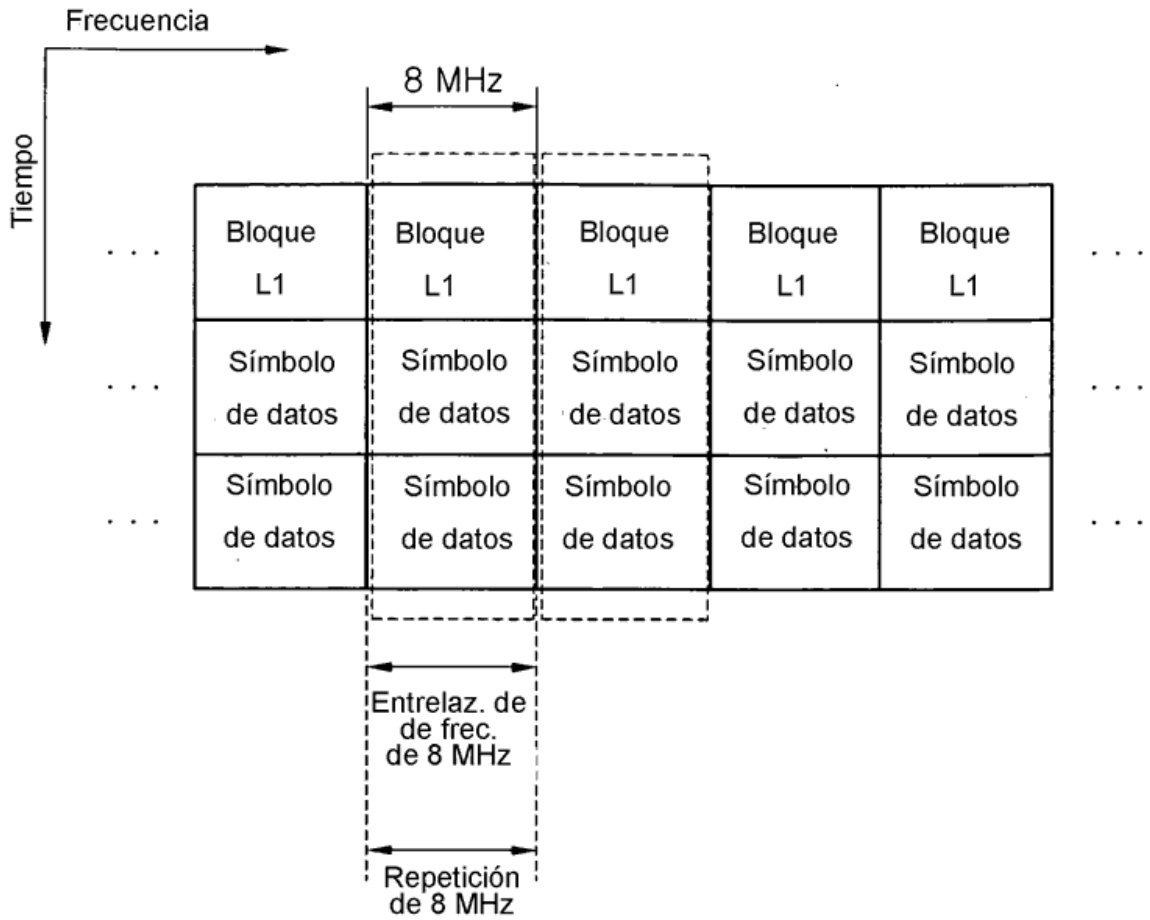 Frecuencia
8 MHz
Tiempo
Bloque Bloque Bloque Bloque Bloque
. . . L1 L1 L1 L1 L1 . . .
Símbolo Símbolo Símbolo Símbolo Símbolo
. . . de datos de datos de datos de datos de datos . . .
Símbolo Símbolo Símbolo Símbolo Símbolo
. . . de datos de datos de datos de datos de datos . . .
Entrelaz. de
de frec.
de 8 MHz
Repetición
de 8 MHz